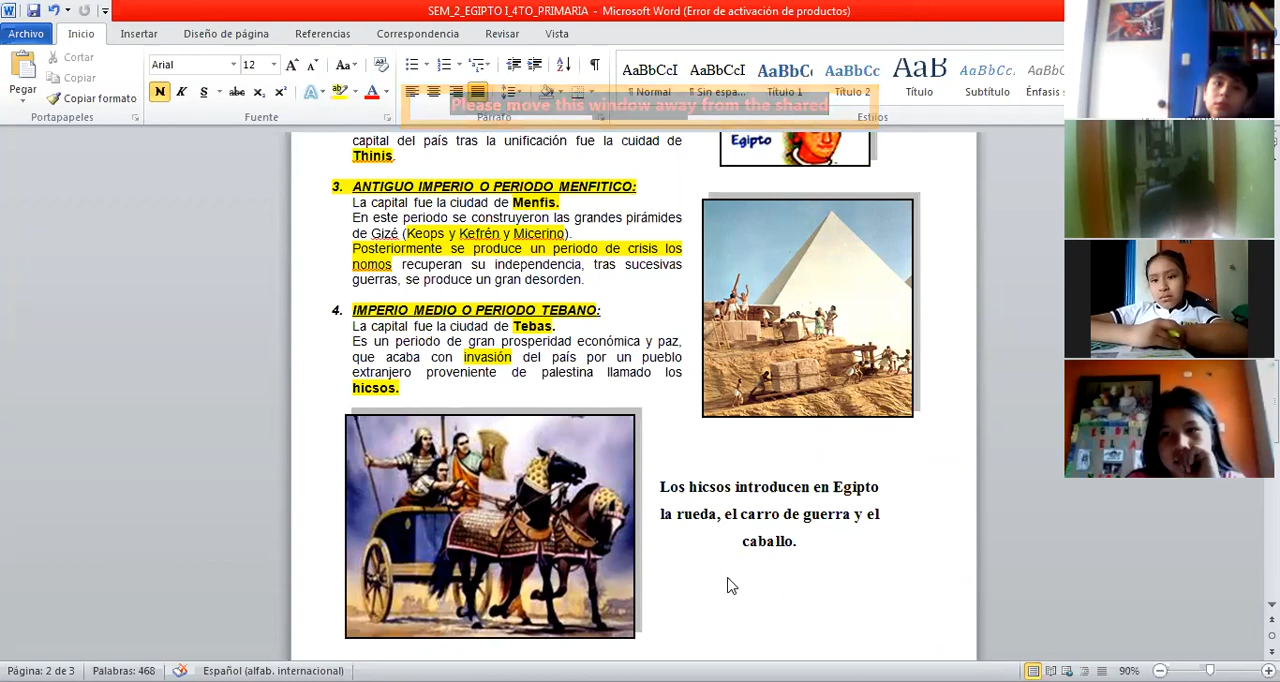 SEM_2_EGIPTO I_4TO_PRIMARIA - Microsoft Word (Error de activación de productos)
Archivo Inicio Insertar Diseño de página Referencias Correspondencia Revisar Vista
Pegar
Cortar
Copiar
Copiar formato
Portapapeles
Arial 12
N K S abc x₂ x² Aa
Fuente
Please move this window away from the shared
Párrafo
AaBbCcI AaBbCcI AaBbC AaBbCc AaB AaBbCc. AaBbCcI
¶ Normal ¶ Sin espa... Título 1 Título 2 Título Subtítulo Énfasis
Estilos
capital del país tras la unificación fue la cuidad de
Thinis.
Egipto
3. ANTIGUO IMPERIO O PERIODO MENFITICO:
La capital fue la ciudad de Menfis.
En este periodo se construyeron las grandes pirámides
de Gizé (Keops y Kefrén y Micerino).
Posteriormente se produce un periodo de crisis los
nomos recuperan su independencia, tras sucesivas
guerras, se produce un gran desorden.
4. IMPERIO MEDIO O PERIODO TEBANO:
La capital fue la ciudad de Tebas.
Es un periodo de gran prosperidad económica y paz,
que acaba con invasión del país por un pueblo
extranjero proveniente de palestina llamado los
hicsos.
Los hicsos introducen en Egipto
la rueda, el carro de guerra y el
caballo.
Página: 2 de 3 Palabras: 468 Español (alfab. internacional) 90%